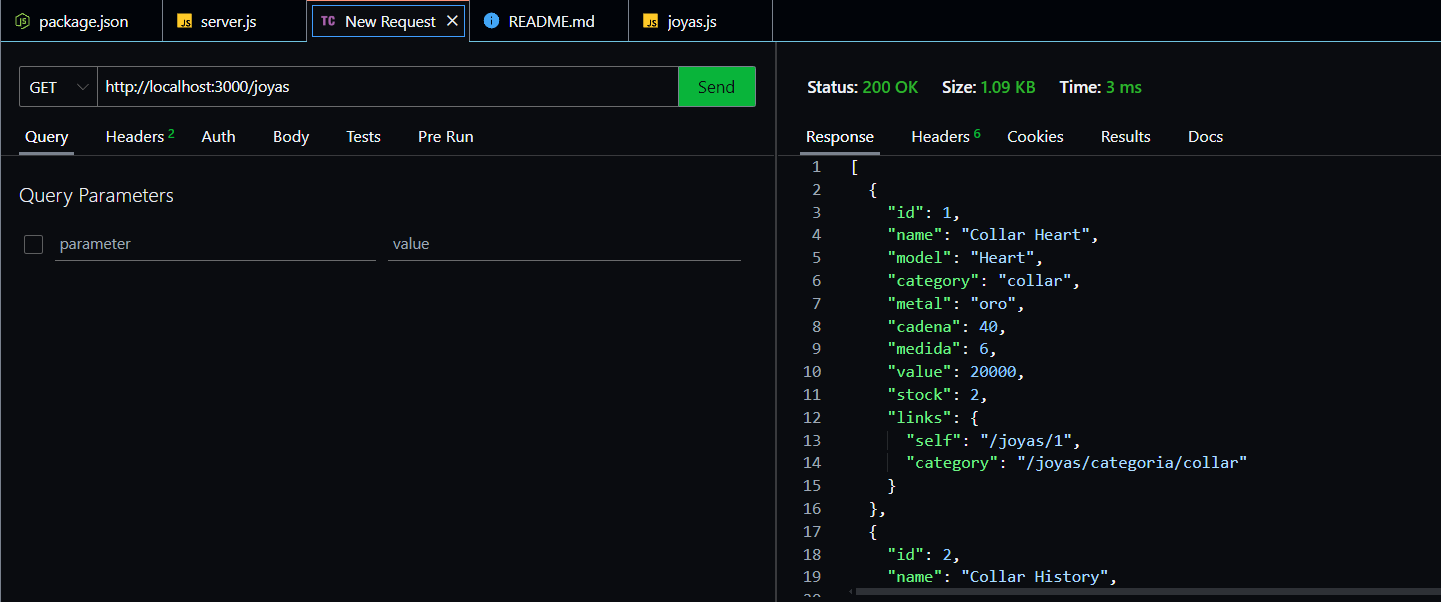 package.json
JS server.js
TC New Request
README.md
JS joyas.js
GET http://localhost:3000/joyas Send
Query Headers 2 Auth Body Tests Pre Run
Query Parameters
parameter value
Status: 200 OK Size: 1.09 KB Time: 3 ms
Response Headers 6 Cookies Results Docs
1 [
2 {
3 "id": 1,
4 "name": "Collar Heart",
5 "model": "Heart",
6 "category": "collar",
7 "metal": "oro",
8 "cadena": 40,
9 "medida": 6,
10 "value": 20000,
11 "stock": 2,
12 "links": {
13 "self": "/joyas/1",
14 "category": "/joyas/categoria/collar"
15 }
16 },
17 {
18 "id": 2,
19 "name": "Collar History",